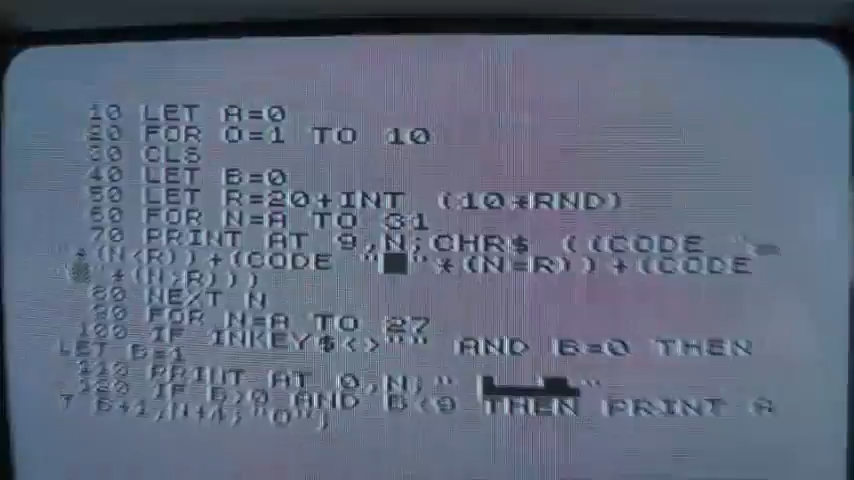 10 LET A=0
20 FOR O=1 TO 10
30 CLS
40 LET B=0
50 LET R=20+INT (10*RND)
60 FOR N=A TO 31
70 PRINT AT 9,N;CHR$ ((CODE "
"*(N<R))+(CODE "█"*(N=R))+(CODE
"▒"*(N>R)))
80 NEXT N
90 FOR N=A TO 27
100 IF INKEY$<>"" AND B=0 THEN
LET B=1
110 PRINT AT 0,N;" "
120 IF B>0 AND B<9 THEN PRINT A
T B+1,N+4;"O";